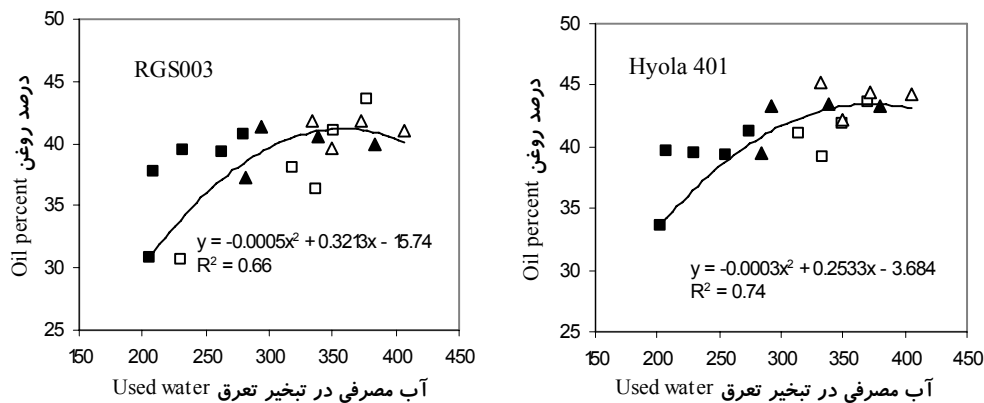 50
45
40
35
30
25
درصد روغن Oil percent
RGS003
y = -0.0005x² + 0.3213x - 15.74
R² = 0.66
150 200 250 300 350 400 450
آب مصرفی در تبخیر تعرق Used water
50
45
40
35
30
25
درصد روغن Oil percent
Hyola 401
y = -0.0003x² + 0.2533x - 3.684
R² = 0.74
150 200 250 300 350 400 450
آب مصرفی در تبخیر تعرق Used water